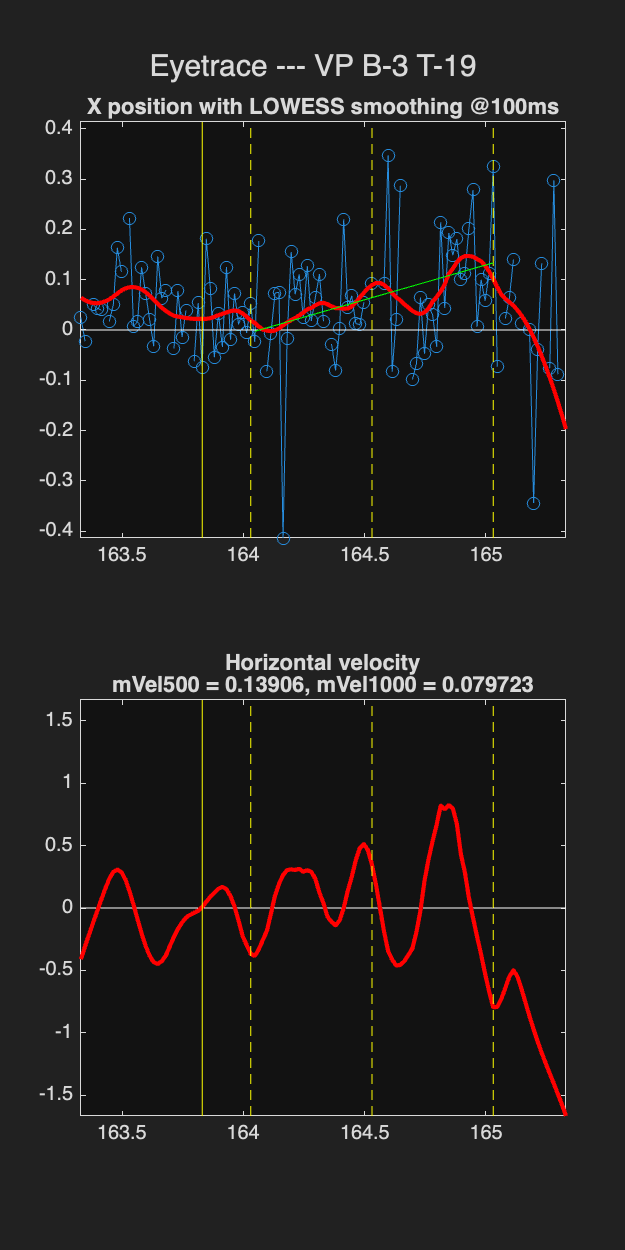 Eyetrace --- VP B-3 T-19
X position with LOWESS smoothing @100ms
0.4
0.3
0.2
0.1
0
-0.1
-0.2
-0.3
-0.4
163.5 164 164.5 165
Horizontal velocity
mVel500 = 0.13906, mVel1000 = 0.079723
1.5
1
0.5
0
-0.5
-1
-1.5
163.5 164 164.5 165